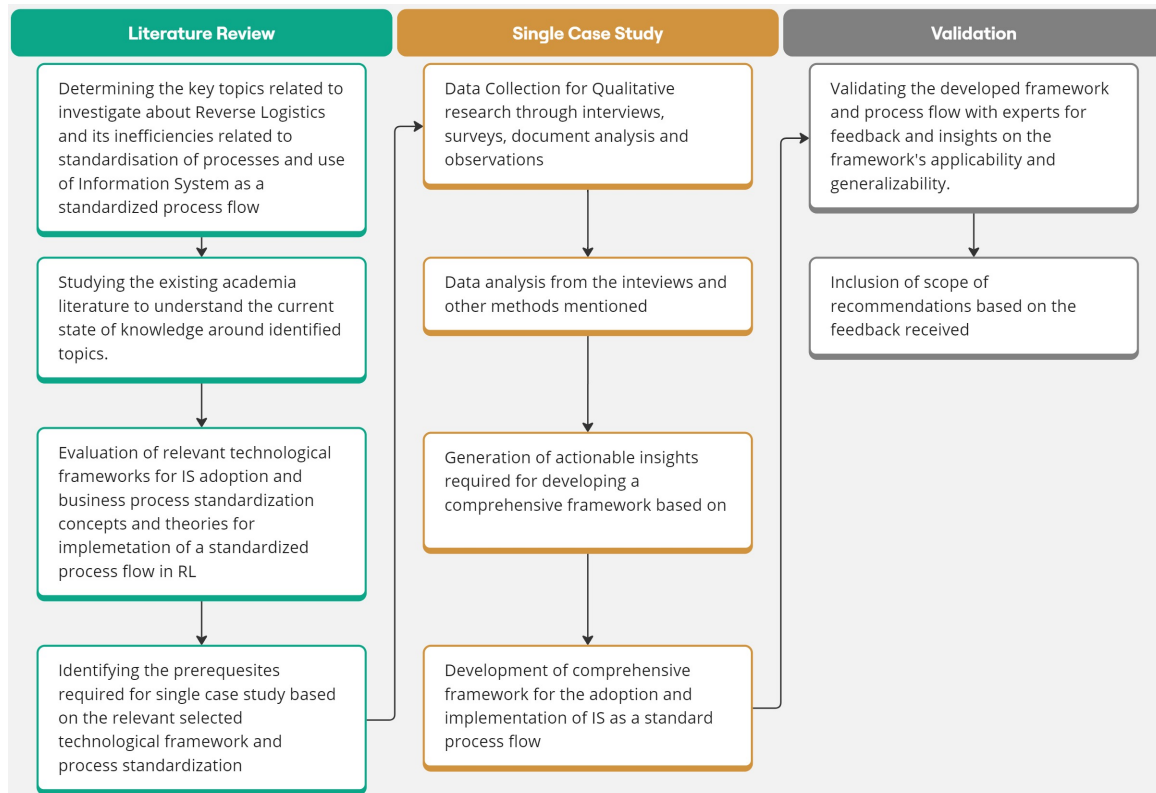 Literature Review
Determining the key topics related to
investigate about Reverse Logistics
and its inefficiencies related to
standardisation of processes and use
of Information System as a
standardized process flow
Studying the existing academia
literature to understand the current
state of knowledge around identified
topics.
Evaluation of relevant technological
frameworks for IS adoption and
business process standardization
concepts and theories for
implemetation of a standardized
process flow in RL
Identifying the prerequesites
required for single case study based
on the relevant selected
technological framework and
process standardization
Single Case Study
Data Collection for Qualitative
research through interviews,
surveys, document analysis and
observations
Data analysis from the inteviews and
other methods mentioned
Generation of actionable insights
required for developing a
comprehensive framework based on
Development of comprehensive
framework for the adoption and
implementation of IS as a standard
process flow
Validation
Validating the developed framework
and process flow with experts for
feedback and insights on the
framework's applicability and
generalizability.
Inclusion of scope of
recommendations based on the
feedback received